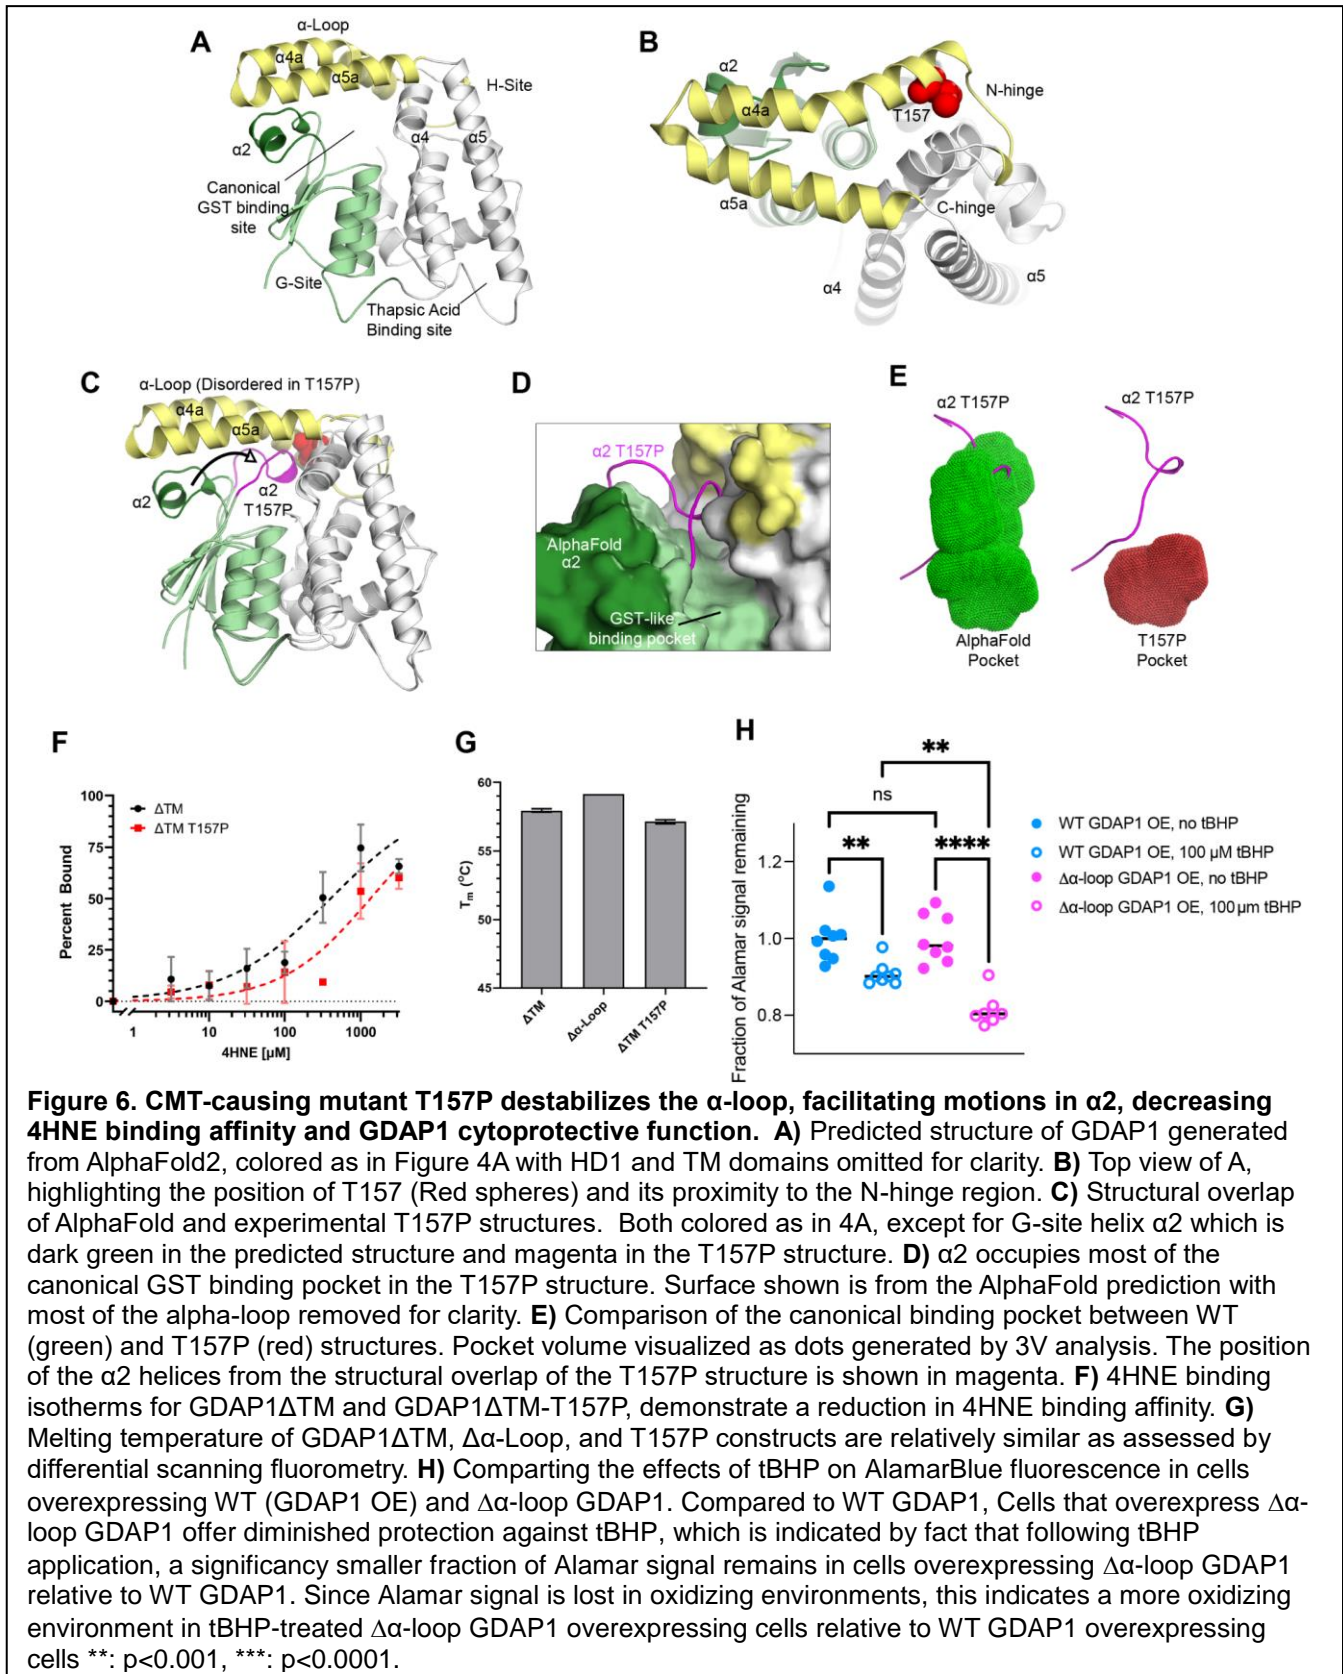 A
α-Loop
α4a
α5a
H-Site
α2
α4
α5
Canonical
GST binding
site
G-Site
Thapsic Acid
Binding site
B
α2
N-hinge
α4a
T157
α5a
C-hinge
α4
α5
C
α-Loop (Disordered in T157P)
α4a
α5a
α2
α2
T157P
D
α2 T157P
AlphaFold
α2
GST-like
binding pocket
E
α2 T157P
α2 T157P
AlphaFold
Pocket
T157P
Pocket
F
100
75
50
25
0
Percent Bound
ΔTM
ΔTM T157P
1
10
100
1000
4HNE [µM]
G
60
55
50
45
Tm (°C)
ΔTM
Δα-Loop
ΔTM T157P
H
**
ns
**
****
1.2
1.0
0.8
Fraction of Alamar signal remaining
WT GDAP1 OE, no tBHP
WT GDAP1 OE, 100 µM tBHP
Δα-loop GDAP1 OE, no tBHP
Δα-loop GDAP1 OE, 100µm tBHP
Figure 6. CMT-causing mutant T157P destabilizes the α-loop, facilitating motions in α2, decreasing
4HNE binding affinity and GDAP1 cytoprotective function. A) Predicted structure of GDAP1 generated
from AlphaFold2, colored as in Figure 4A with HD1 and TM domains omitted for clarity. B) Top view of A,
highlighting the position of T157 (Red spheres) and its proximity to the N-hinge region. C) Structural overlap
of AlphaFold and experimental T157P structures. Both colored as in 4A, except for G-site helix α2 which is
dark green in the predicted structure and magenta in the T157P structure. D) α2 occupies most of the
canonical GST binding pocket in the T157P structure. Surface shown is from the AlphaFold prediction with
most of the alpha-loop removed for clarity. E) Comparison of the canonical binding pocket between WT
(green) and T157P (red) structures. Pocket volume visualized as dots generated by 3V analysis. The position
of the α2 helices from the structural overlap of the T157P structure is shown in magenta. F) 4HNE binding
isotherms for GDAP1ΔTM and GDAP1ΔTM-T157P, demonstrate a reduction in 4HNE binding affinity. G)
Melting temperature of GDAP1ΔTM, Δα-Loop, and T157P constructs are relatively similar as assessed by
differential scanning fluorometry. H) Comparting the effects of tBHP on AlamarBlue fluorescence in cells
overexpressing WT (GDAP1 OE) and Δα-loop GDAP1. Compared to WT GDAP1, Cells that overexpress Δα-
loop GDAP1 offer diminished protection against tBHP, which is indicated by fact that following tBHP
application, a significancy smaller fraction of Alamar signal remains in cells overexpressing Δα-loop GDAP1
relative to WT GDAP1. Since Alamar signal is lost in oxidizing environments, this indicates a more oxidizing
environment in tBHP-treated Δα-loop GDAP1 overexpressing cells relative to WT GDAP1 overexpressing
cells **: p<0.001, ***: p<0.0001.